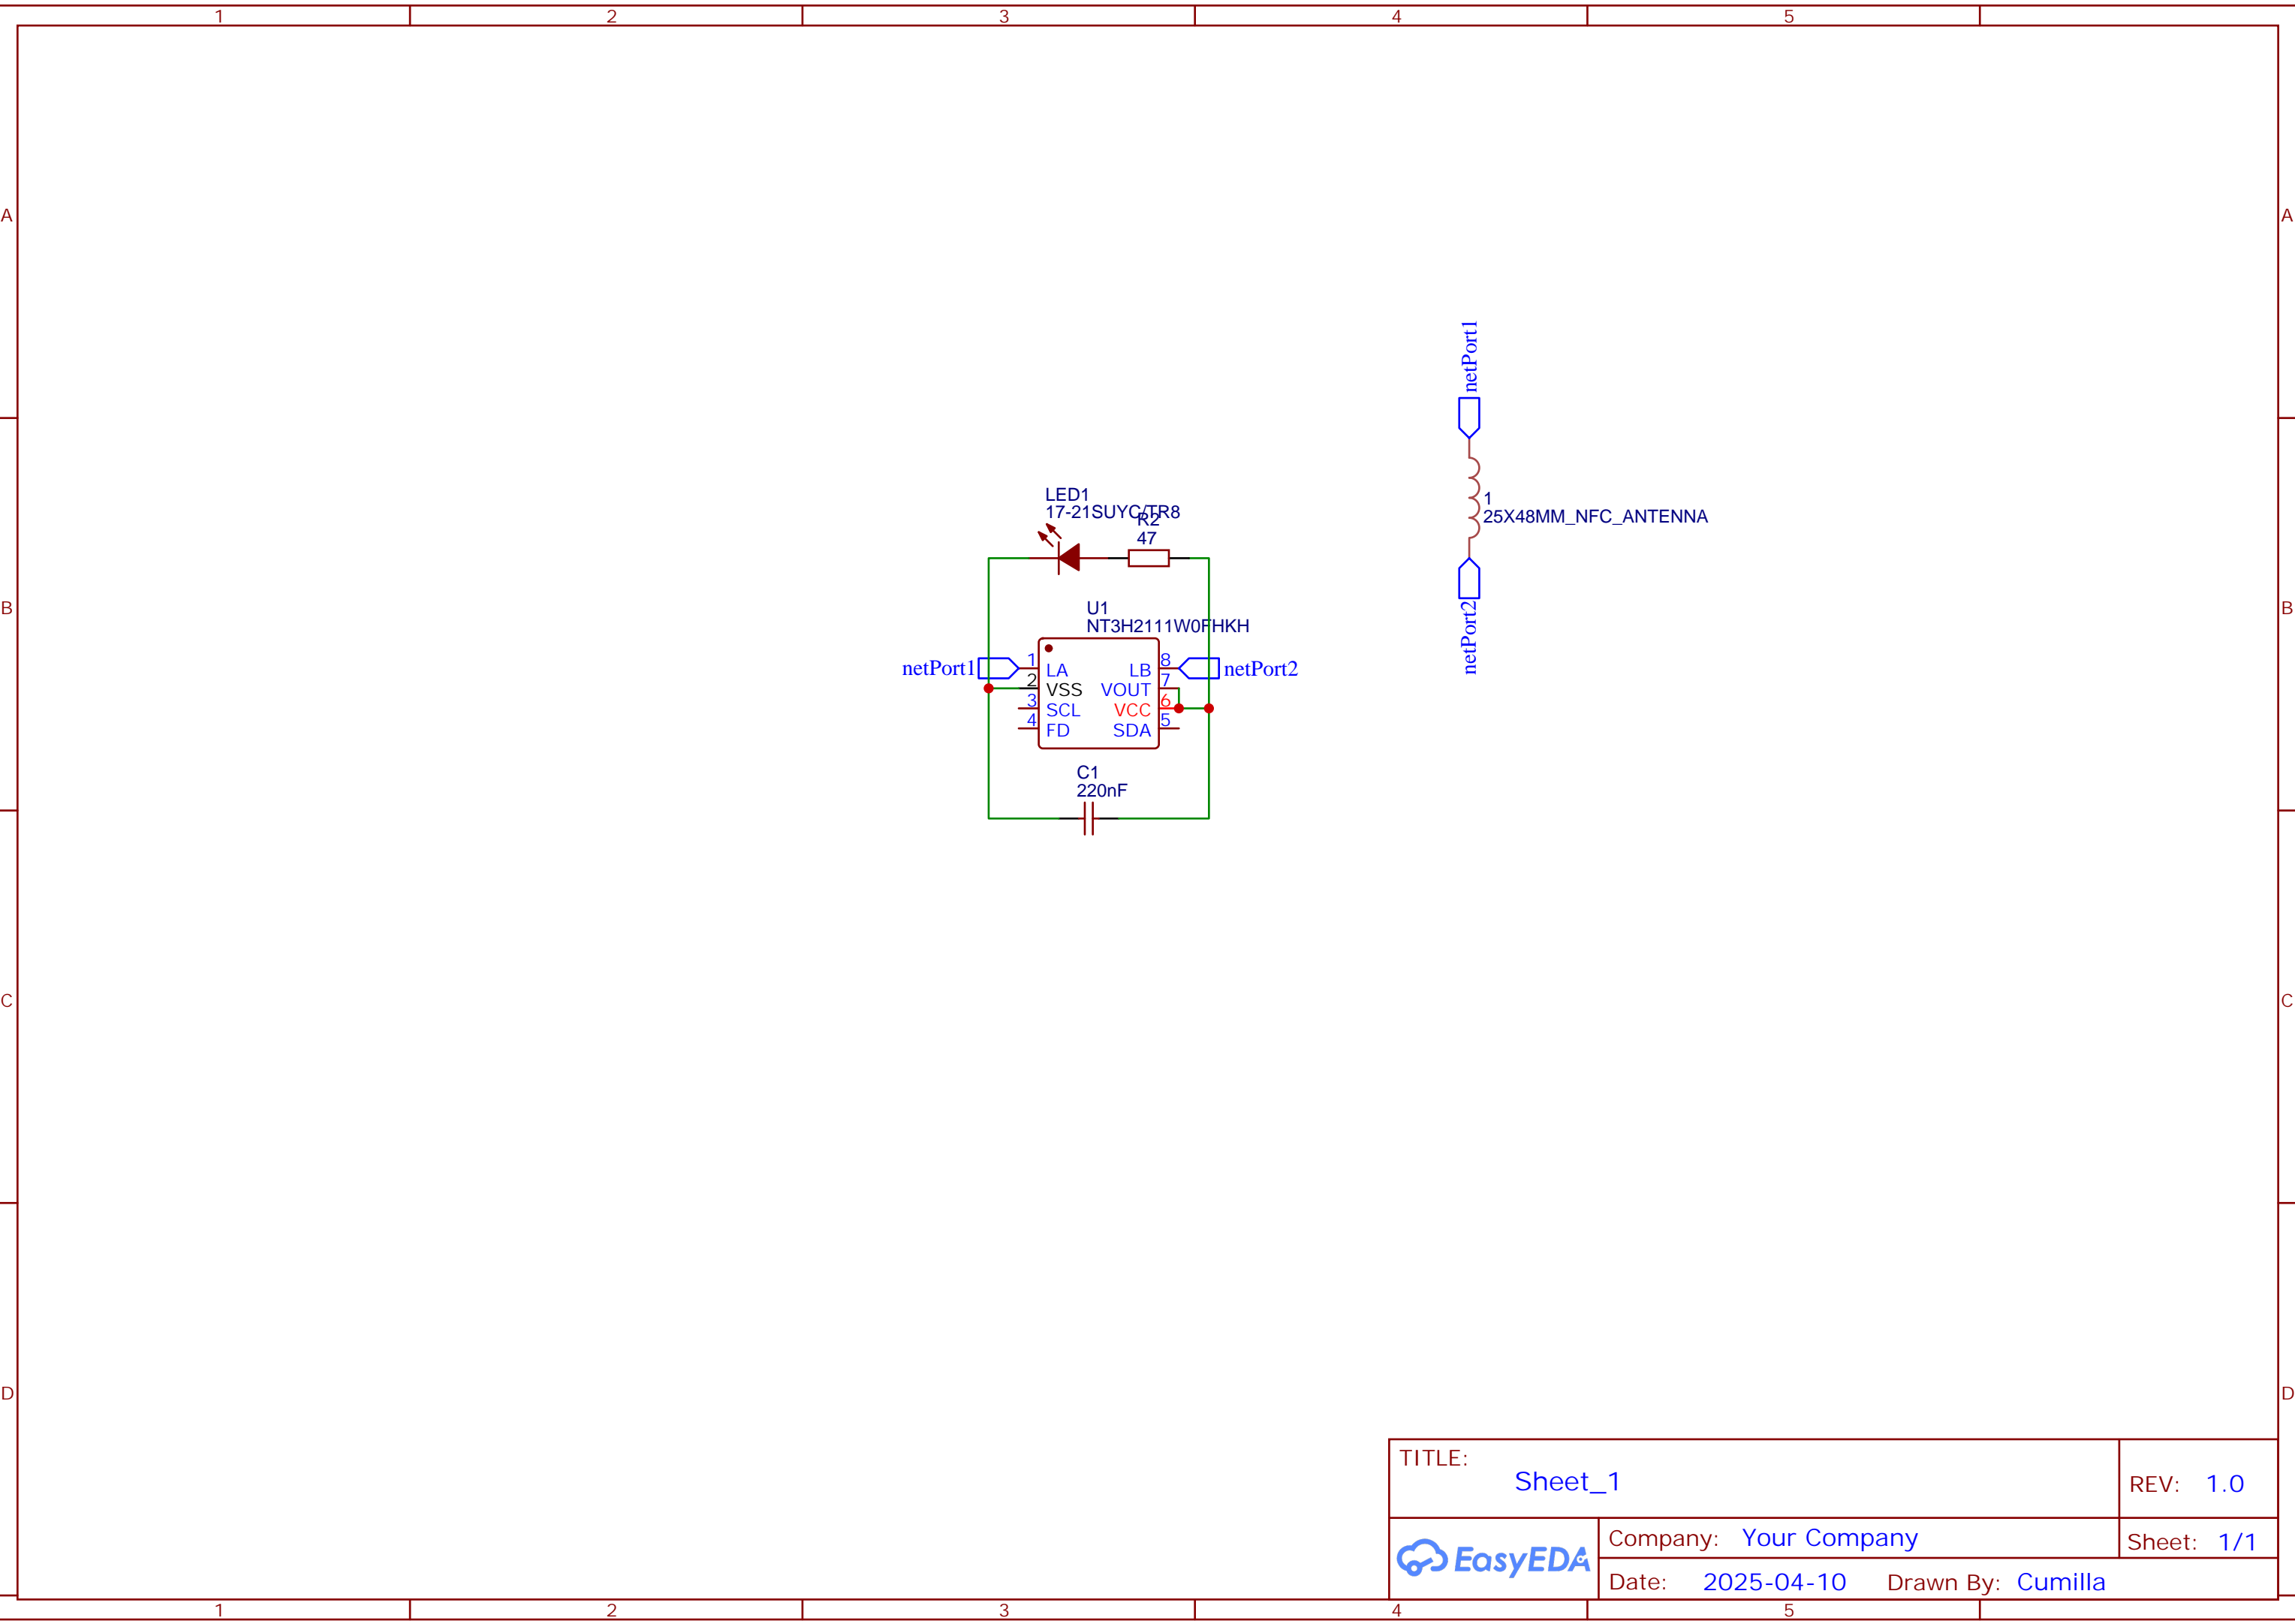 1 2 3 4 5
A A
netPort1
1
25X48MM_NFC_ANTENNA
netPort2
LED1
17-21SUYC/TR8
R2
47
B B
U1
NT3H2111W0FHKH
netPort1 1 LA LB 8 netPort2
2 VSS VOUT 7
3 SCL VCC 6
4 FD SDA 5
C1
220nF
C C
D D
TITLE:
Sheet_1
REV: 1.0
EasyEDA
Company: Your Company
Sheet: 1/1
Date: 2025-04-10 Drawn By: Cumilla
1 2 3 4 5